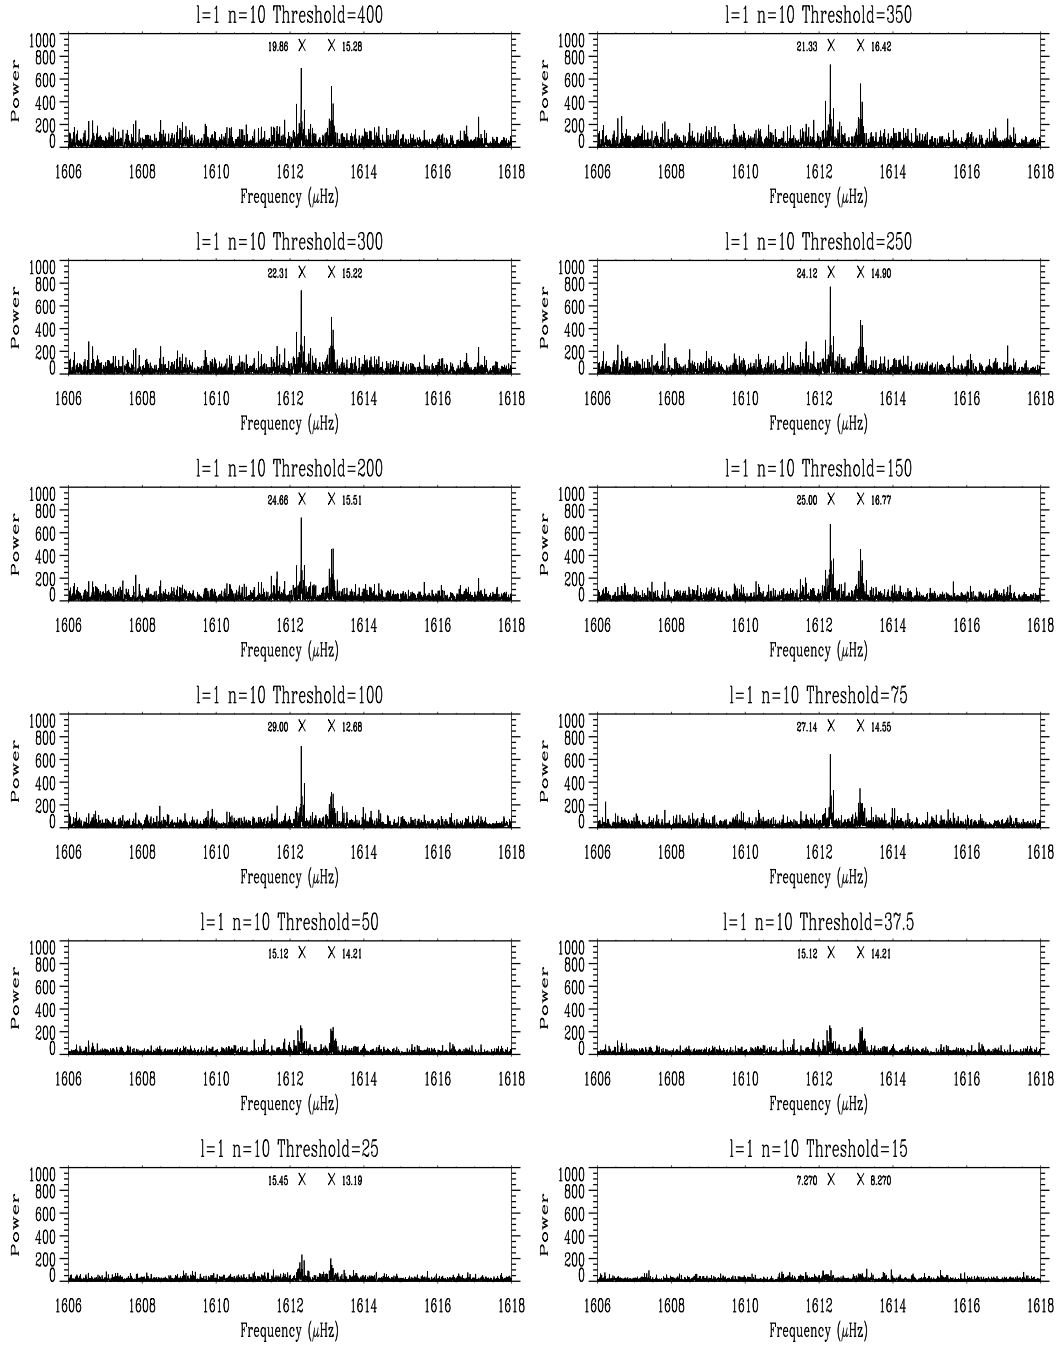 l=1 n=10 Threshold=400
1000
800
600
400
200
0
Power
19.86 X X 15.28
1606 1608 1610 1612 1614 1616 1618
Frequency (μHz)
l=1 n=10 Threshold=350
1000
800
600
400
200
0
Power
21.33 X X 16.42
1606 1608 1610 1612 1614 1616 1618
Frequency (μHz)
l=1 n=10 Threshold=300
1000
800
600
400
200
0
Power
22.31 X X 15.22
1606 1608 1610 1612 1614 1616 1618
Frequency (μHz)
l=1 n=10 Threshold=250
1000
800
600
400
200
0
Power
24.12 X X 14.90
1606 1608 1610 1612 1614 1616 1618
Frequency (μHz)
l=1 n=10 Threshold=200
1000
800
600
400
200
0
Power
24.66 X X 15.51
1606 1608 1610 1612 1614 1616 1618
Frequency (μHz)
l=1 n=10 Threshold=150
1000
800
600
400
200
0
Power
25.00 X X 16.77
1606 1608 1610 1612 1614 1616 1618
Frequency (μHz)
l=1 n=10 Threshold=100
1000
800
600
400
200
0
Power
29.00 X X 12.68
1606 1608 1610 1612 1614 1616 1618
Frequency (μHz)
l=1 n=10 Threshold=75
1000
800
600
400
200
0
Power
27.14 X X 14.55
1606 1608 1610 1612 1614 1616 1618
Frequency (μHz)
l=1 n=10 Threshold=50
1000
800
600
400
200
0
Power
15.12 X X 14.21
1606 1608 1610 1612 1614 1616 1618
Frequency (μHz)
l=1 n=10 Threshold=37.5
1000
800
600
400
200
0
Power
15.12 X X 14.21
1606 1608 1610 1612 1614 1616 1618
Frequency (μHz)
l=1 n=10 Threshold=25
1000
800
600
400
200
0
Power
15.45 X X 13.19
1606 1608 1610 1612 1614 1616 1618
Frequency (μHz)
l=1 n=10 Threshold=15
1000
800
600
400
200
0
Power
7.270 X X 8.270
1606 1608 1610 1612 1614 1616 1618
Frequency (μHz)